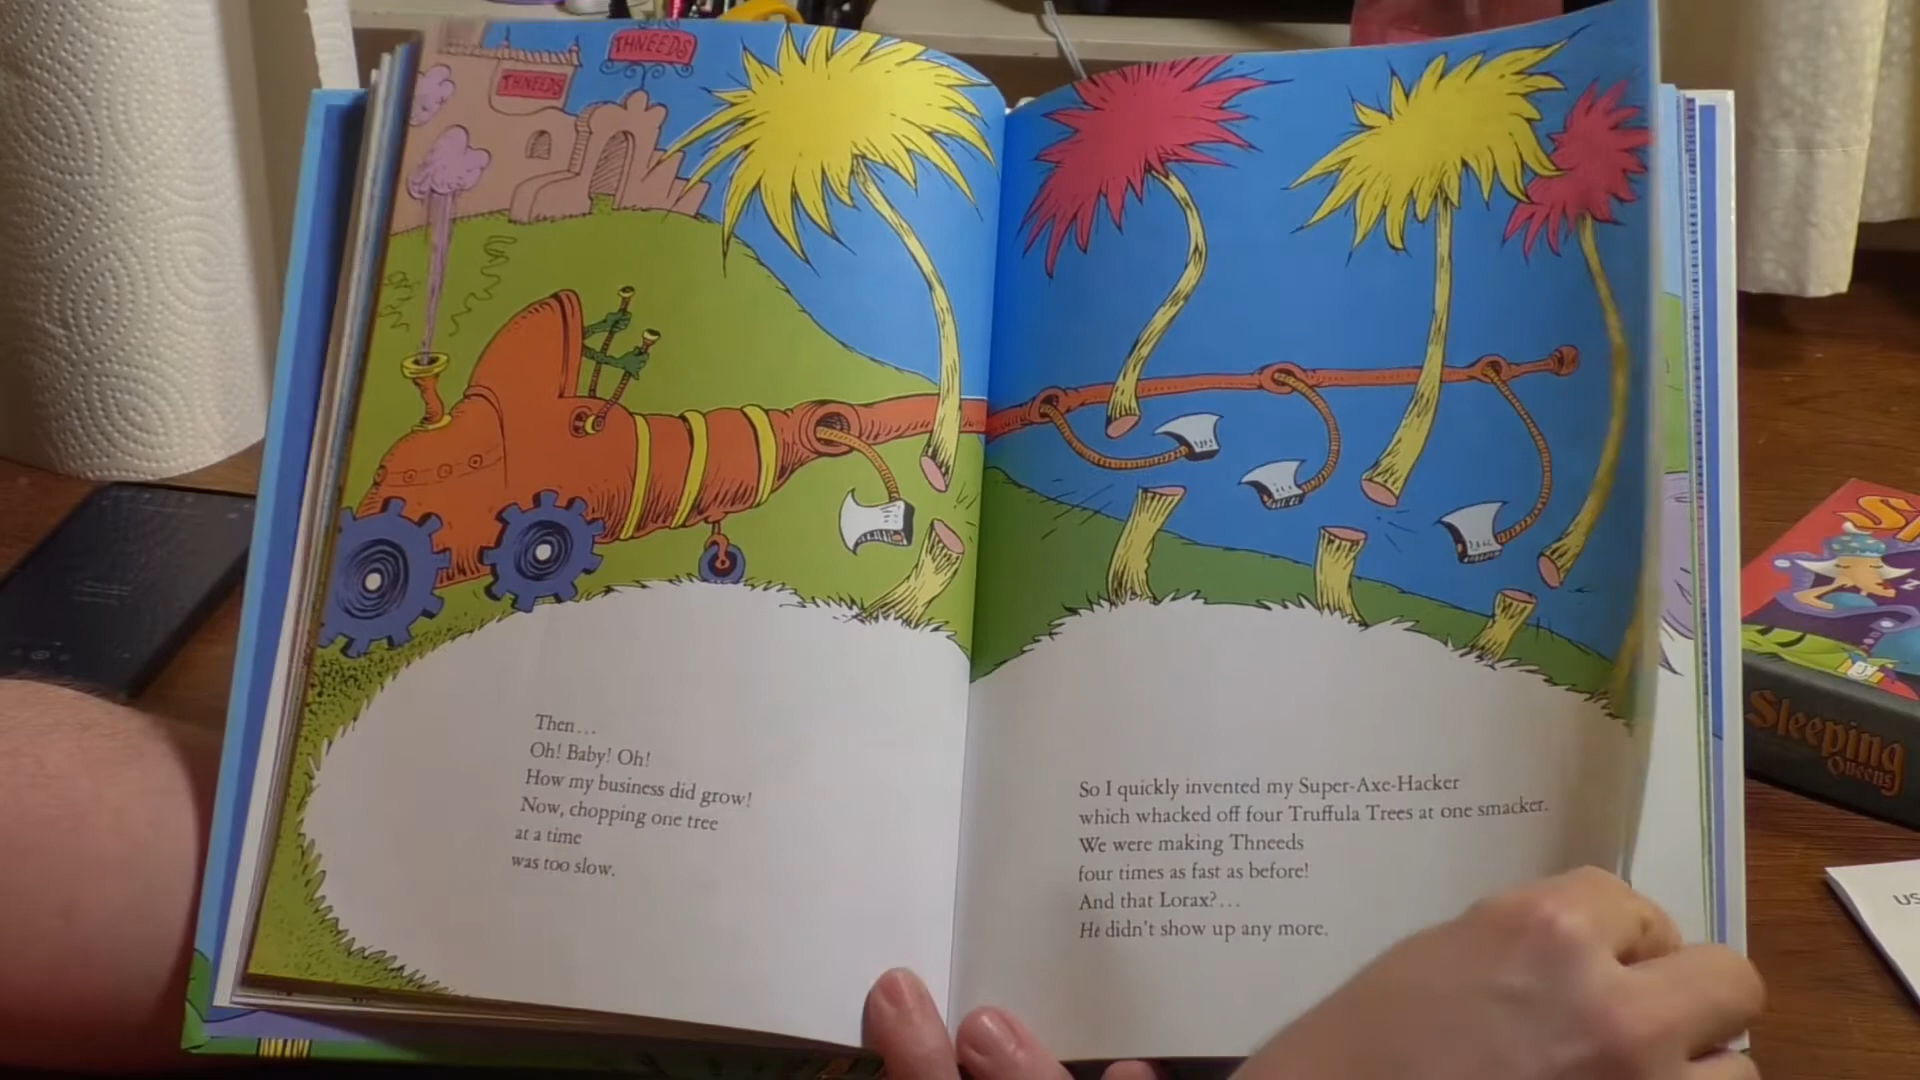 THNEEDS
THNEEDS
Then...
Oh! Baby! Oh!
How my business did grow!
Now, chopping one tree
at a time
was too slow.
So I quickly invented my Super-Axe-Hacker
which whacked off four Truffula Trees at one smacker.
We were making Thneeds
four times as fast as before!
And that Lorax?...
He didn't show up any more.
Sleeping
Queens